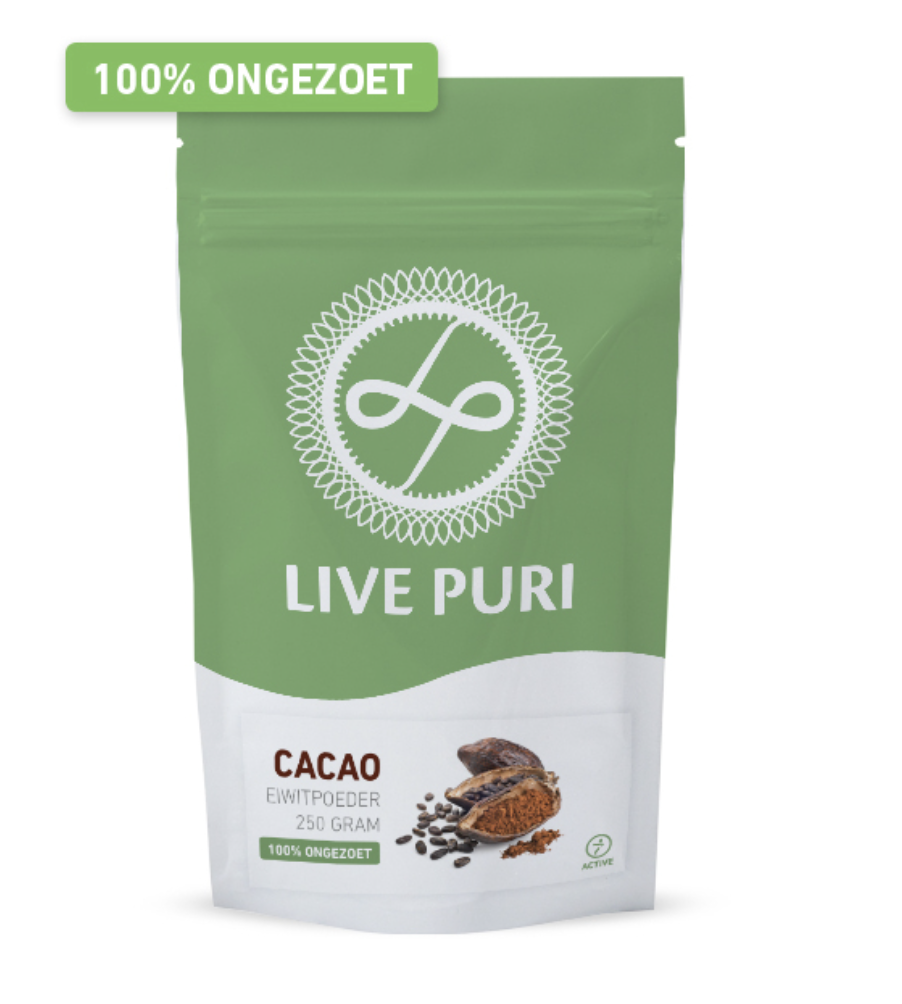 100% ONGEZOET
LIVE PURI
CACAO
EIWITPOEDER
250 GRAM
100% ONGEZOET
ACTIVE